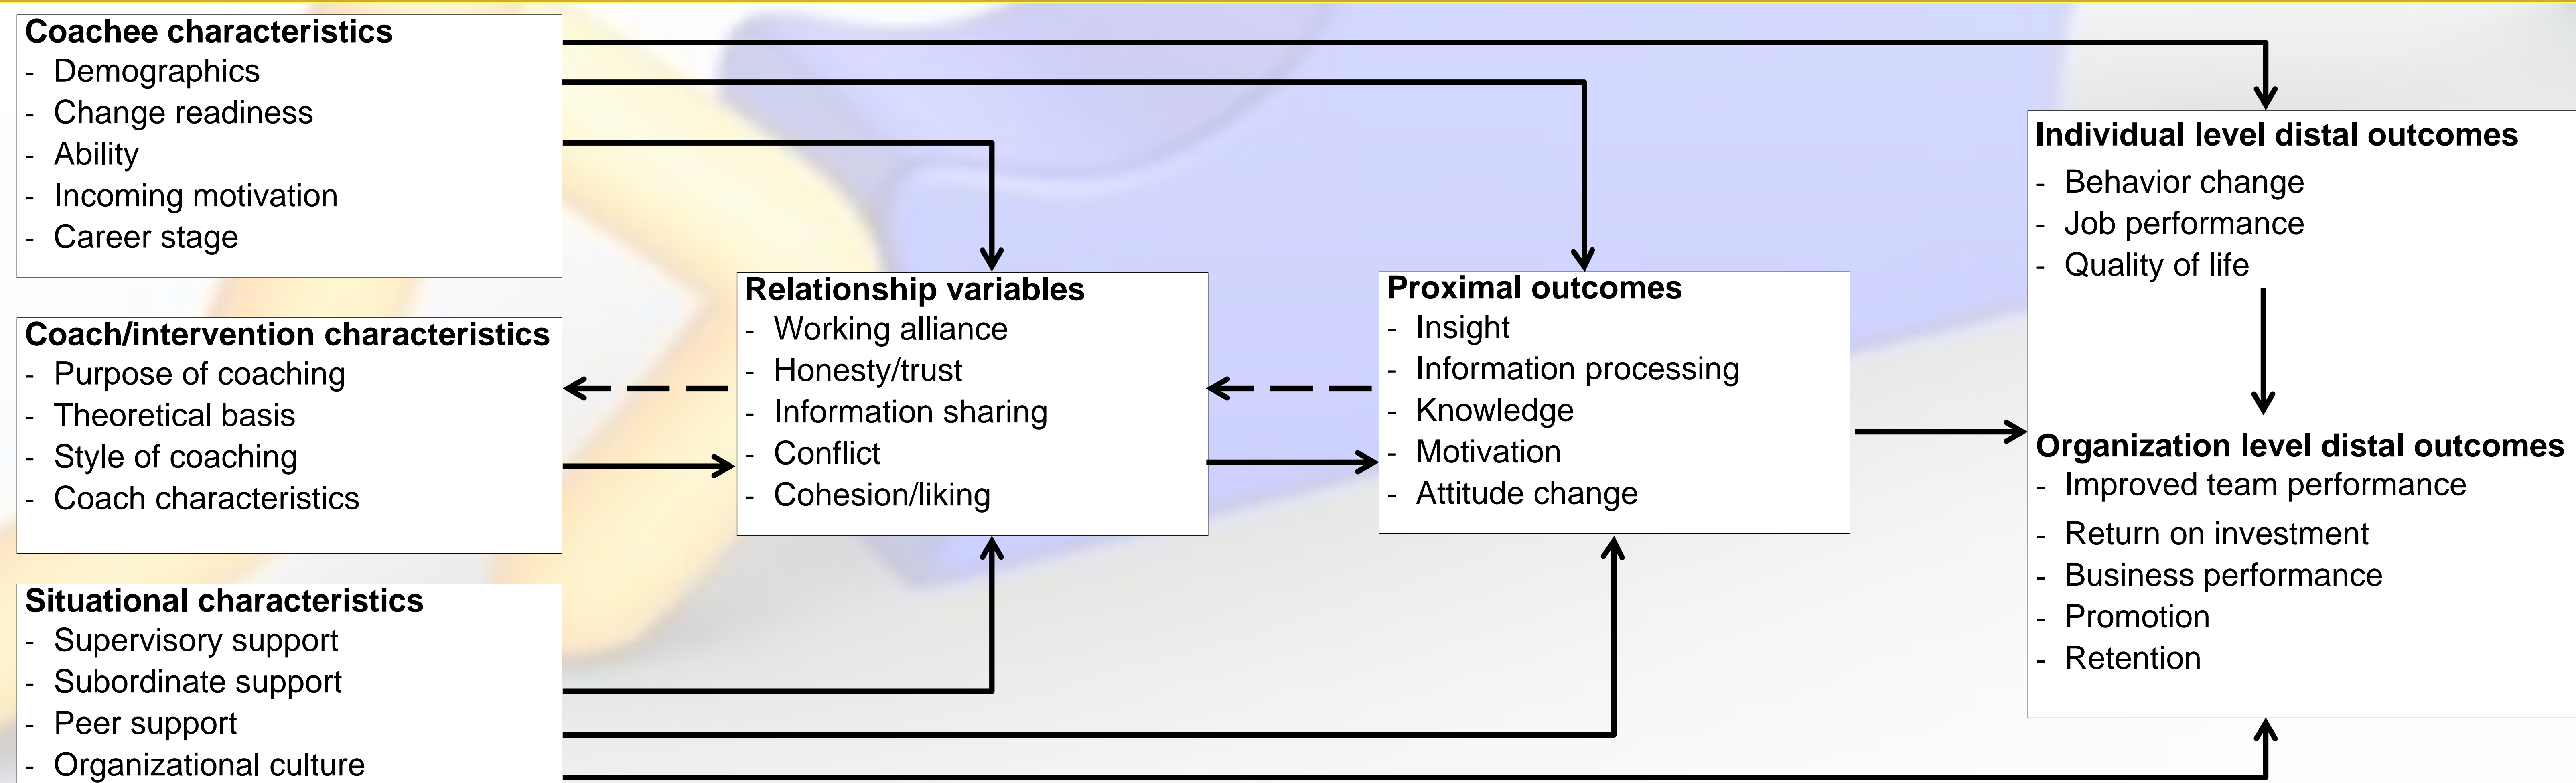 Coachee characteristics
- Demographics
- Change readiness
- Ability
- Incoming motivation
- Career stage
Coach/intervention characteristics
- Purpose of coaching
- Theoretical basis
- Style of coaching
- Coach characteristics
Situational characteristics
- Supervisory support
- Subordinate support
- Peer support
- Organizational culture
Relationship variables
- Working alliance
- Honesty/trust
- Information sharing
- Conflict
- Cohesion/liking
Proximal outcomes
- Insight
- Information processing
- Knowledge
- Motivation
- Attitude change
Individual level distal outcomes
- Behavior change
- Job performance
- Quality of life
Organization level distal outcomes
- Improved team performance
- Return on investment
- Business performance
- Promotion
- Retention